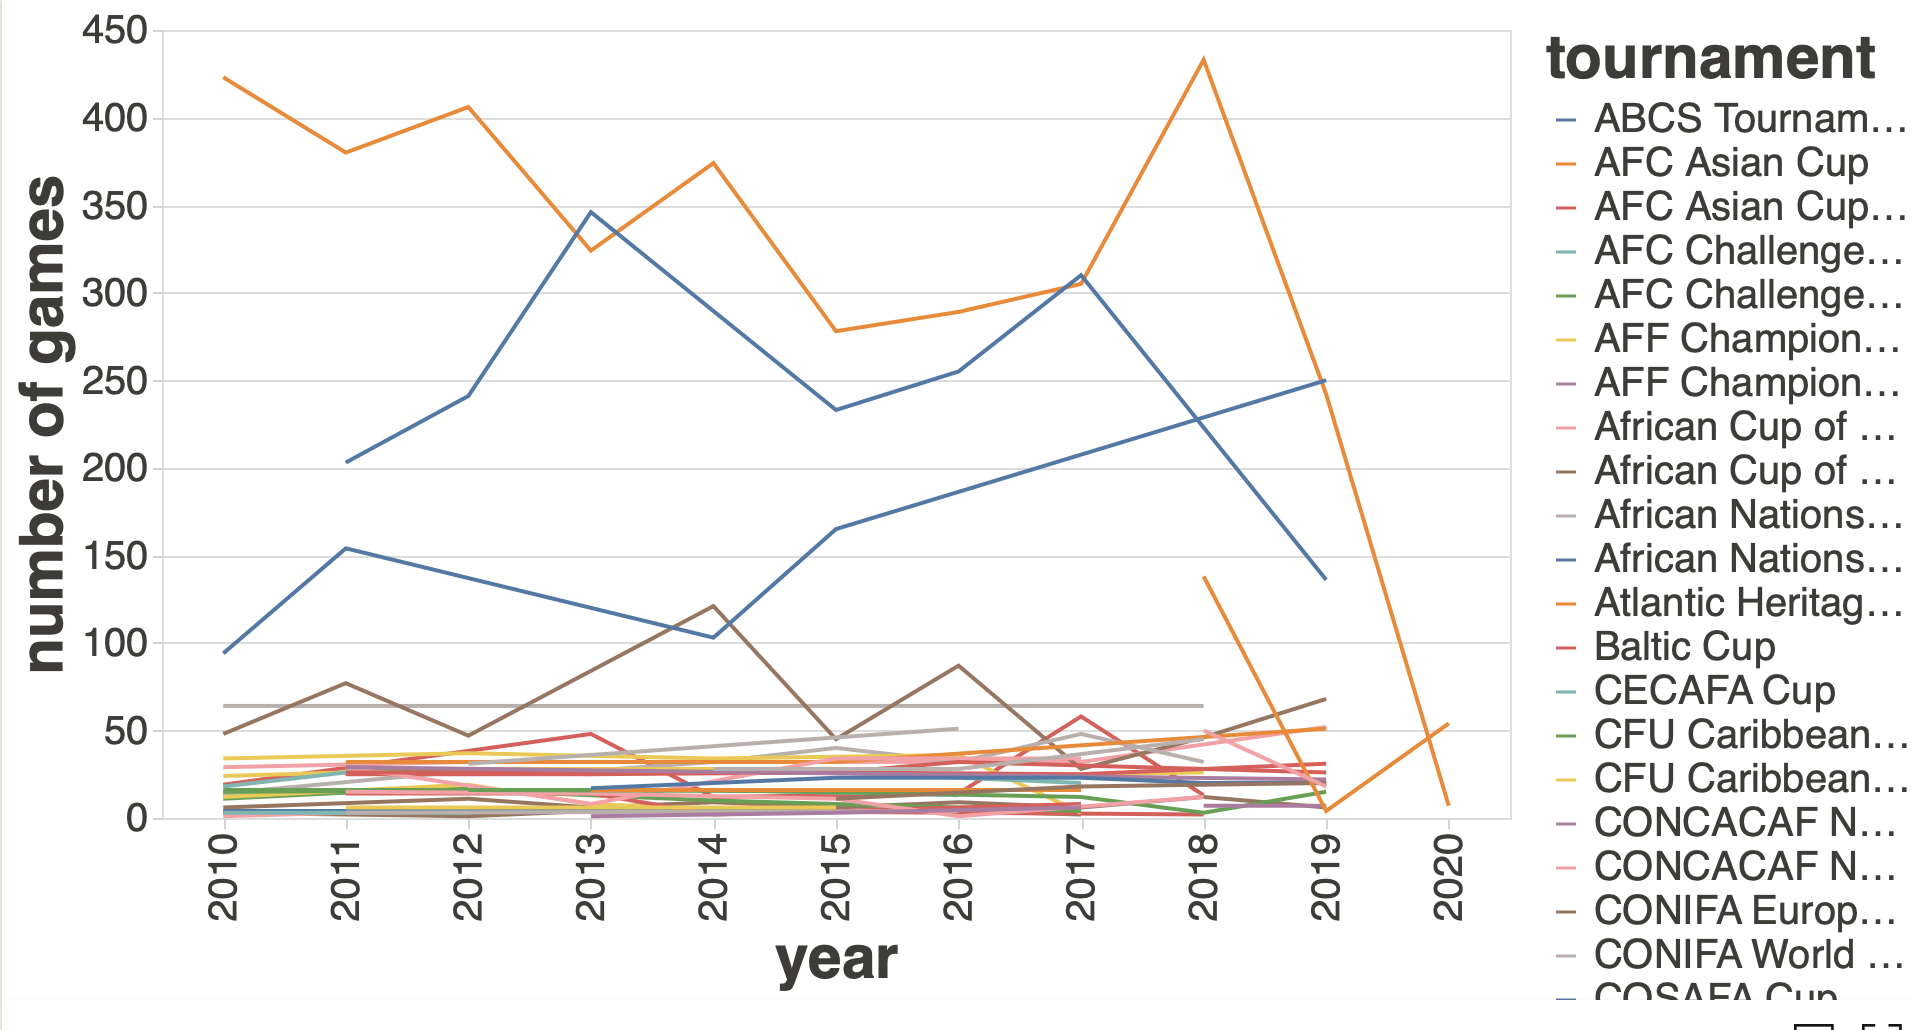 450
400
350
300
250
200
150
100
50
0
number of games
2010
2011
2012
2013
2014
2015
2016
2017
2018
2019
2020
year
tournament
ABCS Tournam…
AFC Asian Cup
AFC Asian Cup…
AFC Challenge…
AFC Challenge…
AFF Champion…
AFF Champion…
African Cup of …
African Cup of …
African Nations…
African Nations…
Atlantic Heritag…
Baltic Cup
CECAFA Cup
CFU Caribbean…
CFU Caribbean…
CONCACAF N…
CONCACAF N…
CONIFA Europ…
CONIFA World …
COSAFA Cup